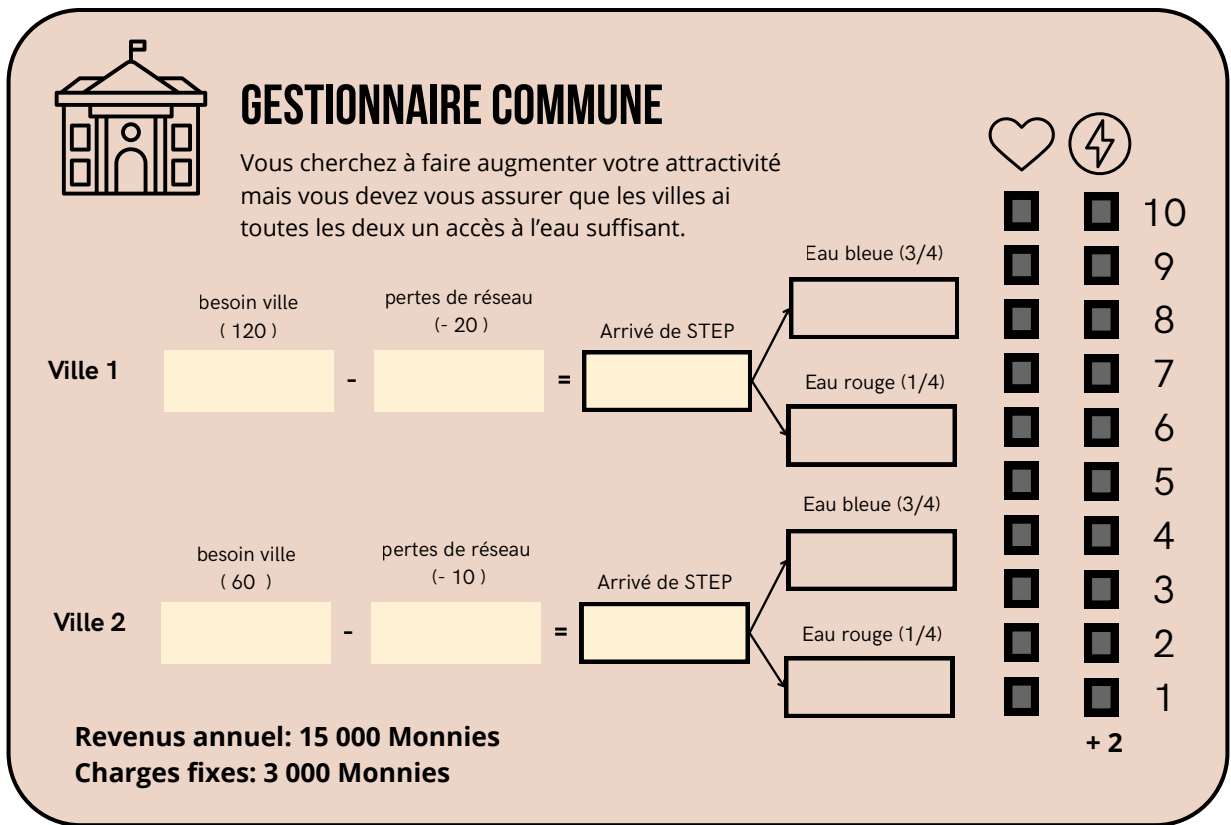 GESTIONNAIRE COMMUNE
Vous cherchez à faire augmenter votre attractivité
mais vous devez vous assurer que les villes ai
toutes les deux un accès à l'eau suffisant.
Ville 1
besoin ville
( 120 )
-
pertes de réseau
(- 20 )
=
Arrivé de STEP
Eau bleue (3/4)
Eau rouge (1/4)
Ville 2
besoin ville
( 60 )
-
pertes de réseau
(- 10 )
=
Arrivé de STEP
Eau bleue (3/4)
Eau rouge (1/4)
10
9
8
7
6
5
4
3
2
1
+ 2
Revenus annuel: 15 000 Monnies
Charges fixes: 3 000 Monnies